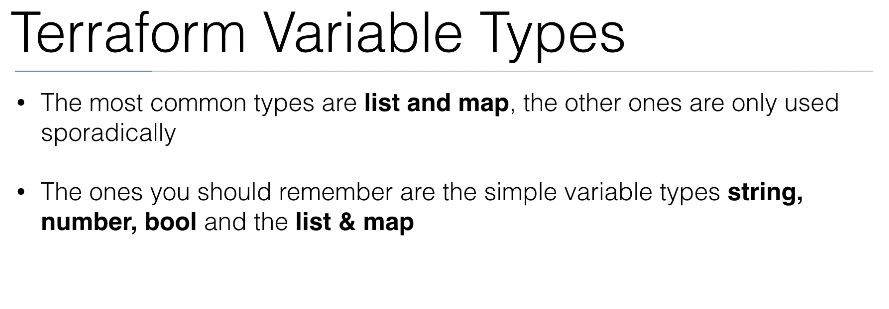 Terraform Variable Types
• The most common types are list and map, the other ones are only used
sporadically
• The ones you should remember are the simple variable types string,
number, bool and the list & map